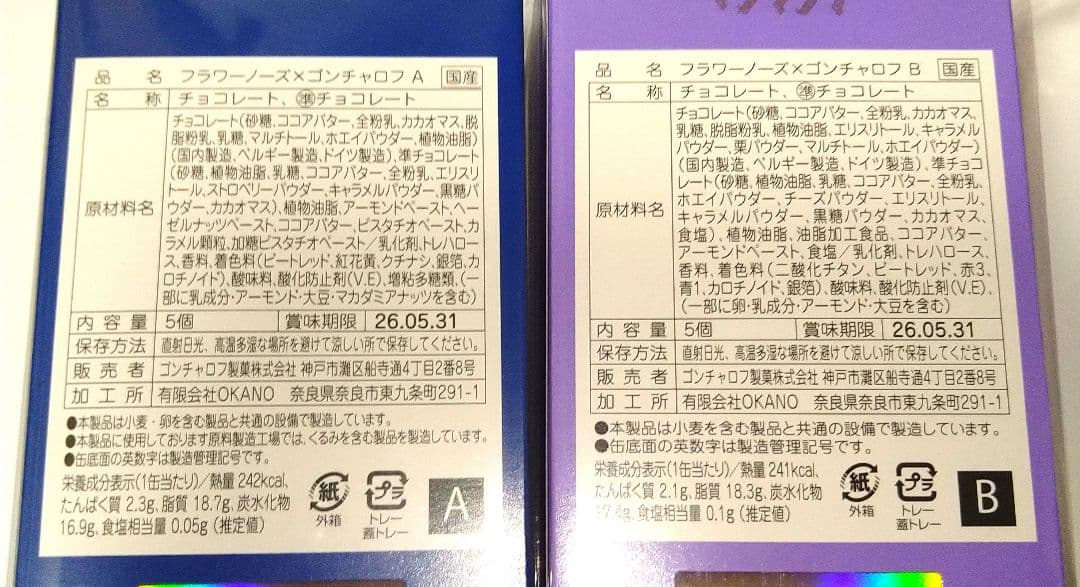 品名 フラワーノーズ×ゴンチャロフ A 国産
名称 チョコレート、準チョコレート
原材料名
チョコレート(砂糖、ココアバター、全粉乳、カカオマス、脱
脂粉乳、乳糖、マルチトール、ホエイパウダー、植物油脂)
(国内製造、ベルギー製造、ドイツ製造)、準チョコレート
(砂糖、植物油脂、乳糖、ココアバター、全粉乳、エリスリ
トール、ストロベリーパウダー、キャラメルパウダー、黒糖パ
ウダー、カカオマス)、植物油脂、アーモンドペースト、ヘー
ゼルナッツペースト、ココアバター、ピスタチオペースト、カ
ラメル顆粒、加糖ピスタチオペースト/乳化剤、トレハロー
ス、香料、着色料(ビートレッド、紅花黄、クチナシ、銀箔、カ
ロチノイド)、酸味料、酸化防止剤(V.E)、増粘多糖類、(一
部に乳成分・アーモンド・大豆・マカダミアナッツを含む)
内容量 5個 賞味期限 26.05.31
保存方法 直射日光、高温多湿な場所を避けて涼しい所で保存してください。
販売者 ゴンチャロフ製菓株式会社 神戸市灘区船寺通4丁目2番8号
加工所 有限会社OKANO 奈良県奈良市東九条町291-1
●本製品は小麦・卵を含む製品と共通の設備で製造しています。
●本製品に使用しております原料製造工場では、くるみを含む製品を製造しています。
●缶底面の英数字は製造管理記号です。
栄養成分表示(1缶当たり)/熱量 242kcal、
たんぱく質 2.3g、脂質 18.7g、炭水化物
16.9g、食塩相当量 0.05g (推定値)
紙
外箱
プラ
トレー
蓋トレー
A
品名 フラワーノーズ×ゴンチャロフ B 国産
名称 チョコレート、準チョコレート
原材料名
チョコレート(砂糖、ココアバター、全粉乳、カカオマス、
乳糖、脱脂粉乳、植物油脂、エリスリトール、キャラメル
パウダー、栗パウダー、マルチトール、ホエイパウダー)
(国内製造、ベルギー製造、ドイツ製造)、準チョコ
レート(砂糖、植物油脂、乳糖、ココアバター、全粉乳、
ホエイパウダー、チーズパウダー、エリスリトール、
キャラメルパウダー、黒糖パウダー、カカオマス、
食塩)、植物油脂、油脂加工食品、ココアバター、
アーモンドペースト、食塩/乳化剤、トレハロース、
香料、着色料(二酸化チタン、ビートレッド、赤3、
青1、カロチノイド、銀箔)、酸味料、酸化防止剤(V.E)、
(一部に卵・乳成分・アーモンド・大豆を含む)
内容量 5個 賞味期限 26.05.31
保存方法 直射日光、高温多湿な場所を避けて涼しい所で保存してください。
販売者 ゴンチャロフ製菓株式会社 神戸市灘区船寺通4丁目2番8号
加工所 有限会社OKANO 奈良県奈良市東九条町291-1
●本製品は小麦を含む製品と共通の設備で製造しています。
●缶底面の英数字は製造管理記号です。
栄養成分表示(1缶当たり)/熱量 241kcal、
たんぱく質 2.1g、脂質 18.3g、炭水化物
食塩相当量 0.1g (推定値)
紙
外箱
プラ
トレー
蓋トレー
B